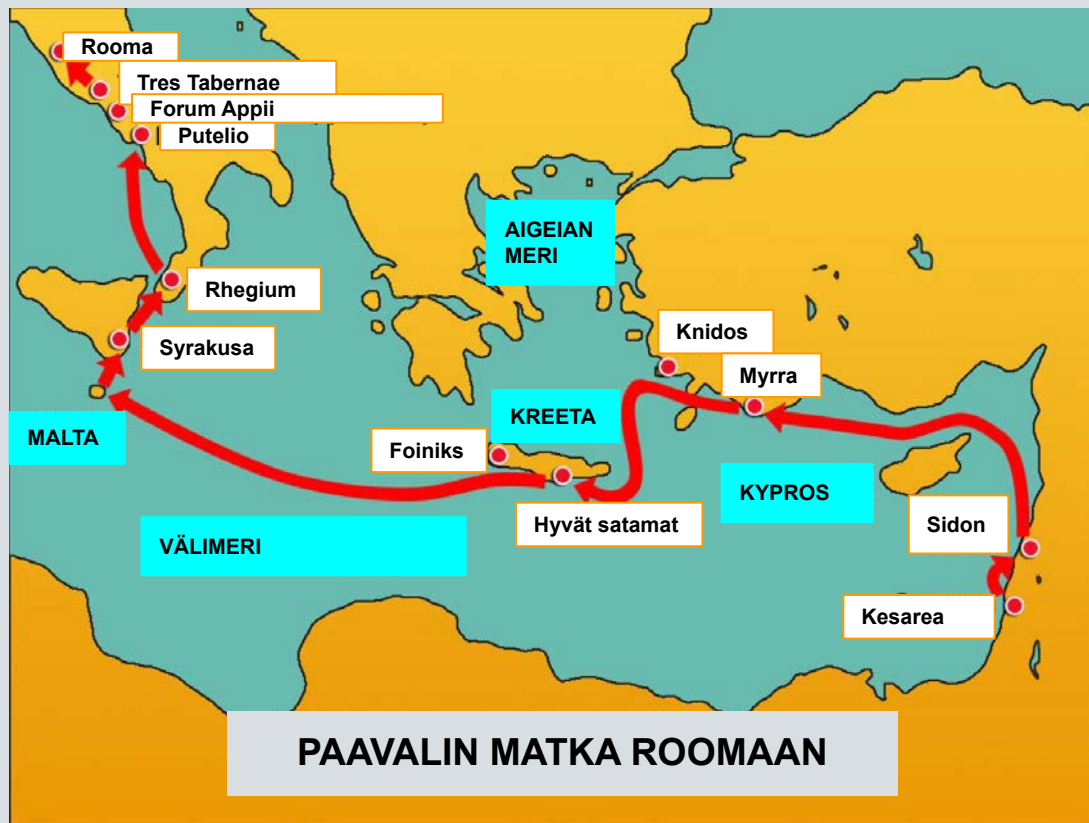 Rooma
Tres Tabernae
Forum Appii
Putelio
AIGEIAN
MERI
Rhegium
Knidos
Syrakusa
Myrra
KREETA
MALTA
Foiniks
KYPROS
Hyvät satamat
Sidon
VÄLIMERI
Kesarea
PAAVALIN MATKA ROOMAAN